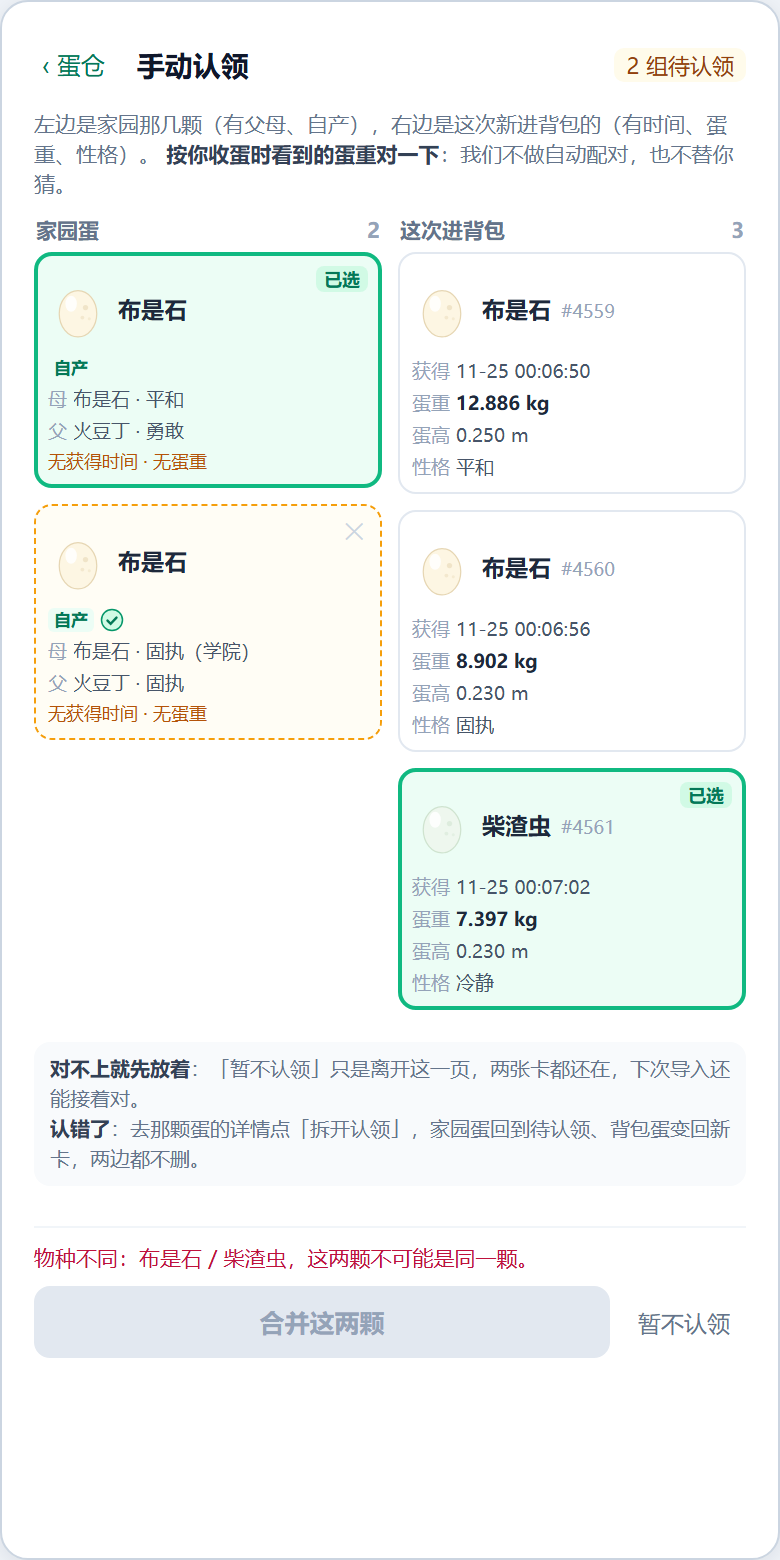 ‹ 蛋仓 手动认领 2 组待认领
左边是家园那几颗（有父母、自产），右边是这次新进背包的（有时间、蛋
重、性格）。 按你收蛋时看到的蛋重对一下：我们不做自动配对，也不替你
猜。
家园蛋 2
已选
布是石
自产
母 布是石 · 平和
父 火豆丁 · 勇敢
无获得时间 · 无蛋重
布是石
自产
母 布是石 · 固执（学院）
父 火豆丁 · 固执
无获得时间 · 无蛋重
这次进背包 3
布是石 #4559
获得 11-25 00:06:50
蛋重 12.886 kg
蛋高 0.250 m
性格 平和
布是石 #4560
获得 11-25 00:06:56
蛋重 8.902 kg
蛋高 0.230 m
性格 固执
已选
柴渣虫 #4561
获得 11-25 00:07:02
蛋重 7.397 kg
蛋高 0.230 m
性格 冷静
对不上就先放着：「暂不认领」只是离开这一页，两张卡都还在，下次导入还
能接着对。
认错了：去那颗蛋的详情点「拆开认领」，家园蛋回到待认领、背包蛋变回新
卡，两边都不删。
物种不同：布是石 / 柴渣虫，这两颗不可能是同一颗。
合并这两颗 暂不认领